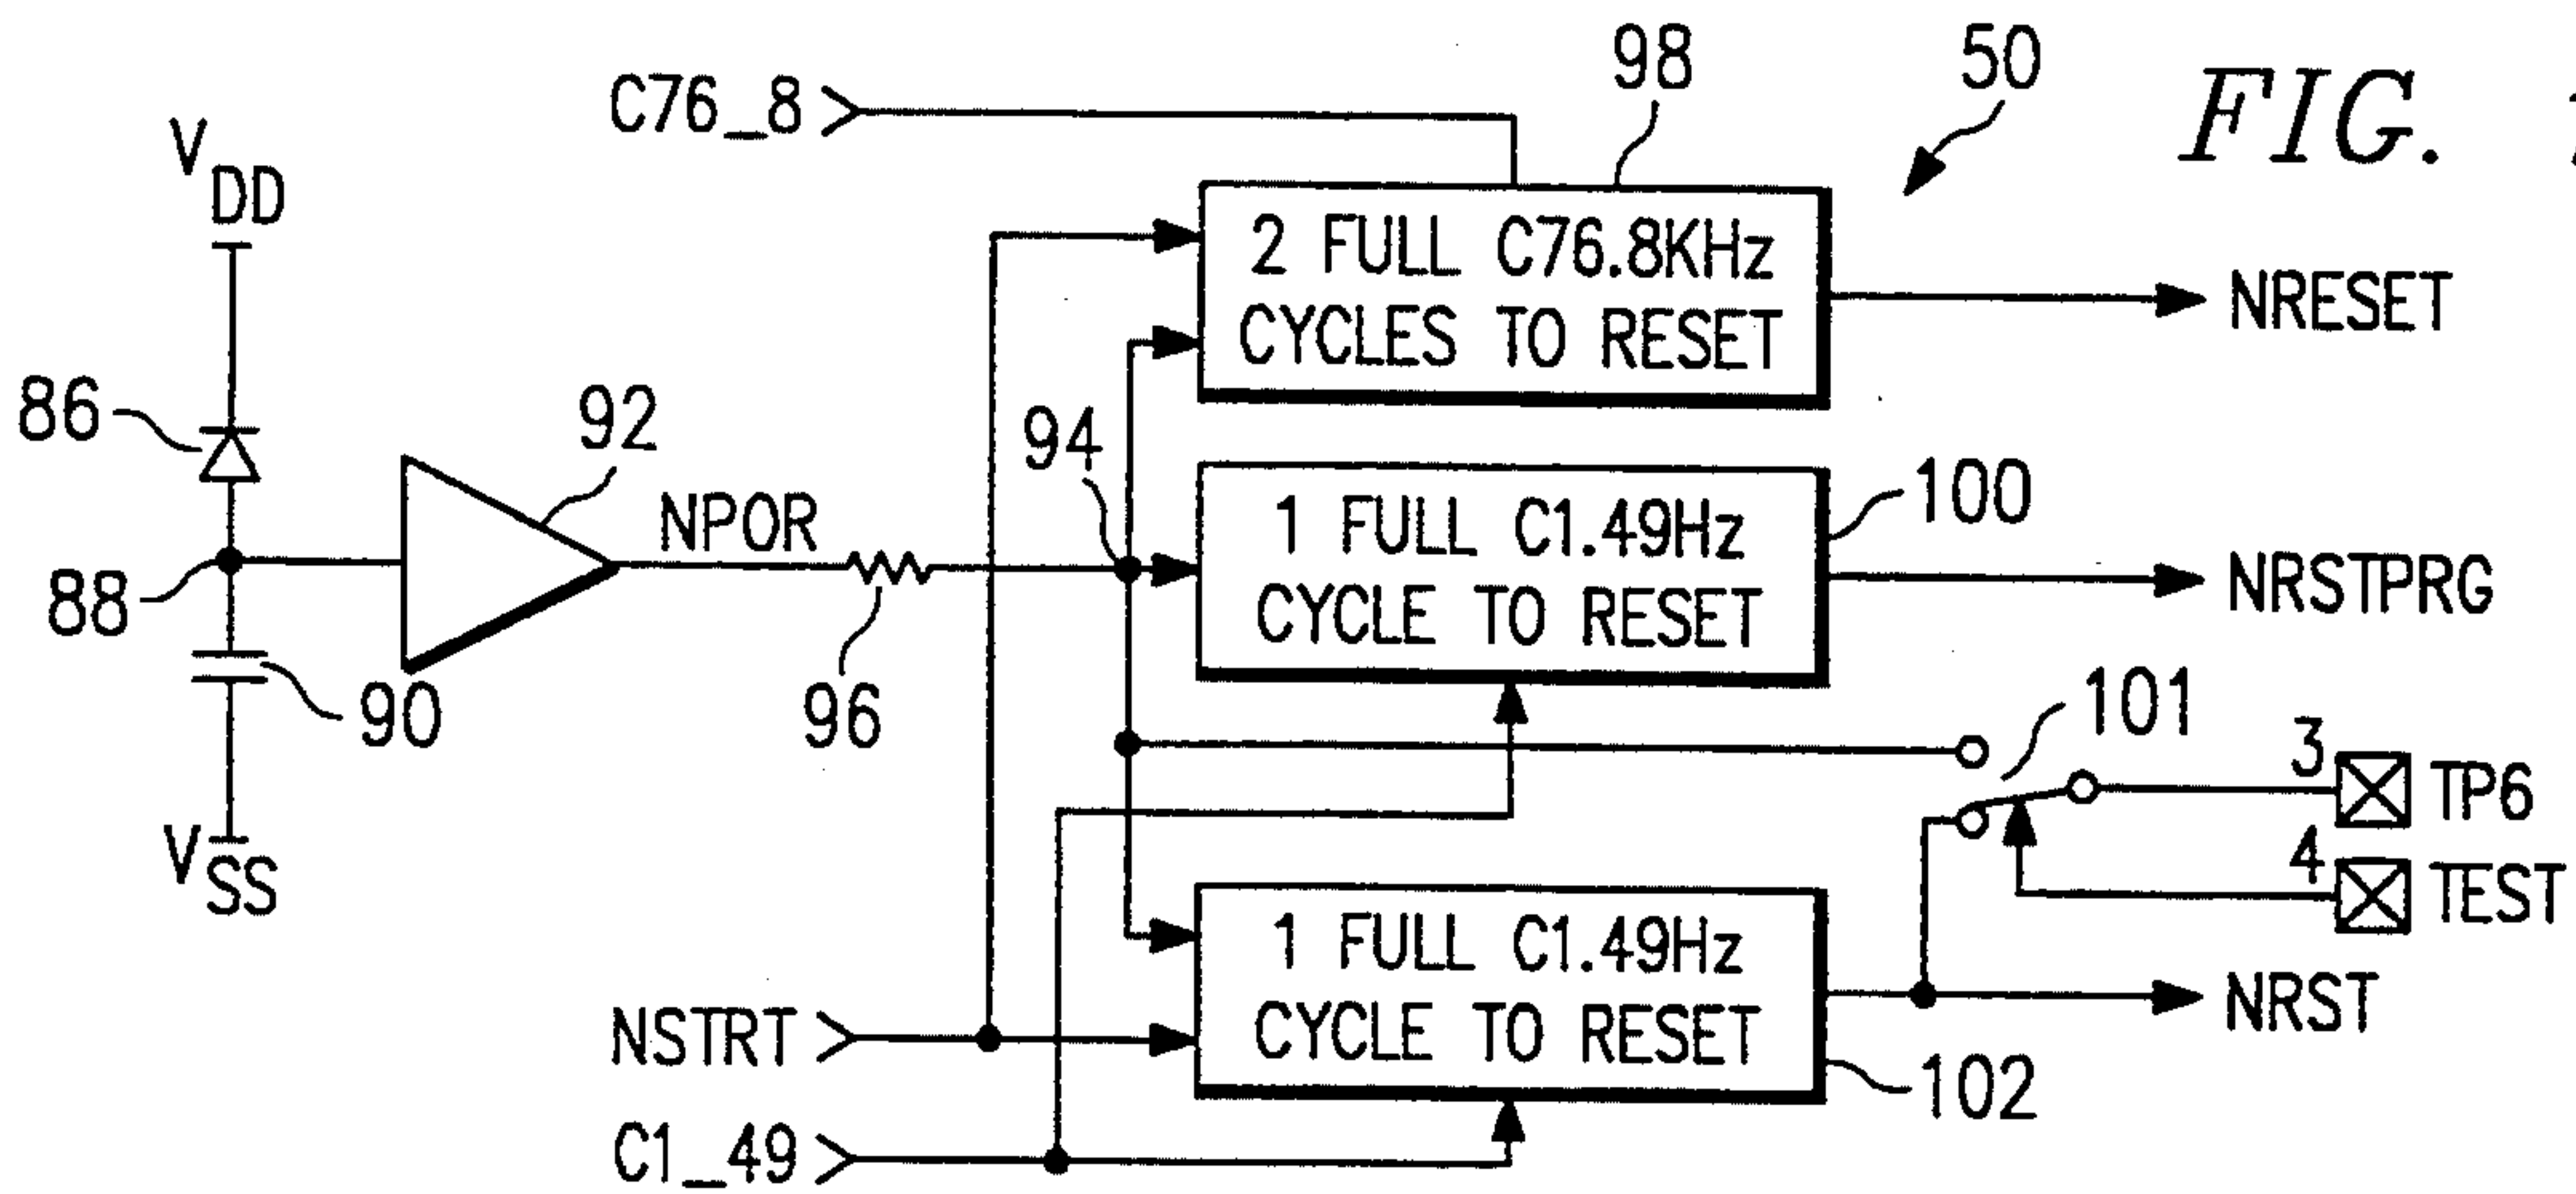 FIG.
50
98
C76_8
VDD
2 FULL C76.8KHz
CYCLES TO RESET
NRESET
86
92
94
NPOR
88
96
90
VSS
1 FULL C1.49Hz
CYCLE TO RESET
100
NRSTPRG
101
3
TP6
4
TEST
1 FULL C1.49Hz
CYCLE TO RESET
102
NRST
NSTRT
C1_49